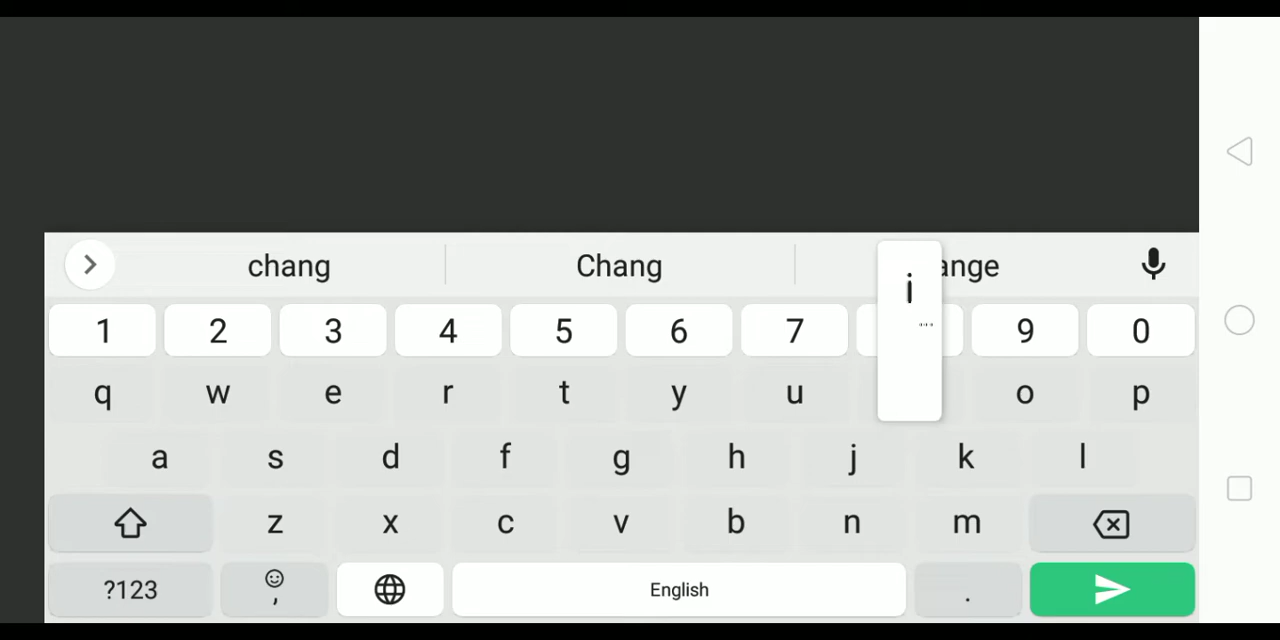 chang Chang ange
1 2 3 4 5 6 7 9 0
q w e r t y u i o p
a s d f g h j k l
z x c v b n m
?123 , English .